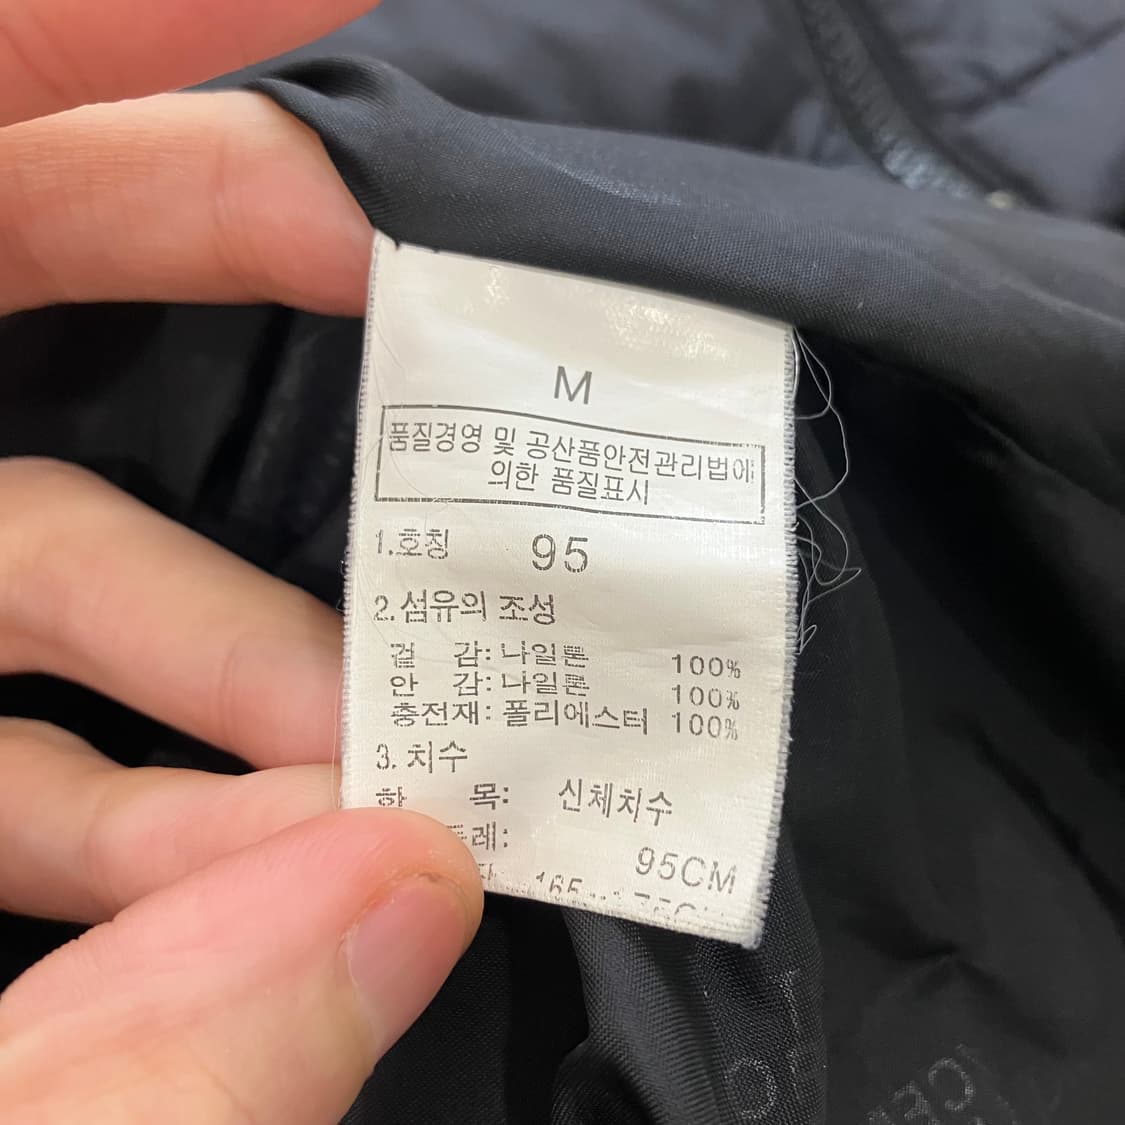 M
품질경영 및 공산품안전관리법에
의한 품질표시
1.호칭 95
2.섬유의 조성
겉 감: 나일론 100%
안 감: 나일론 100%
충전재: 폴리에스터 100%
3. 치수
항 목: 신체치수
둘레: 95CM